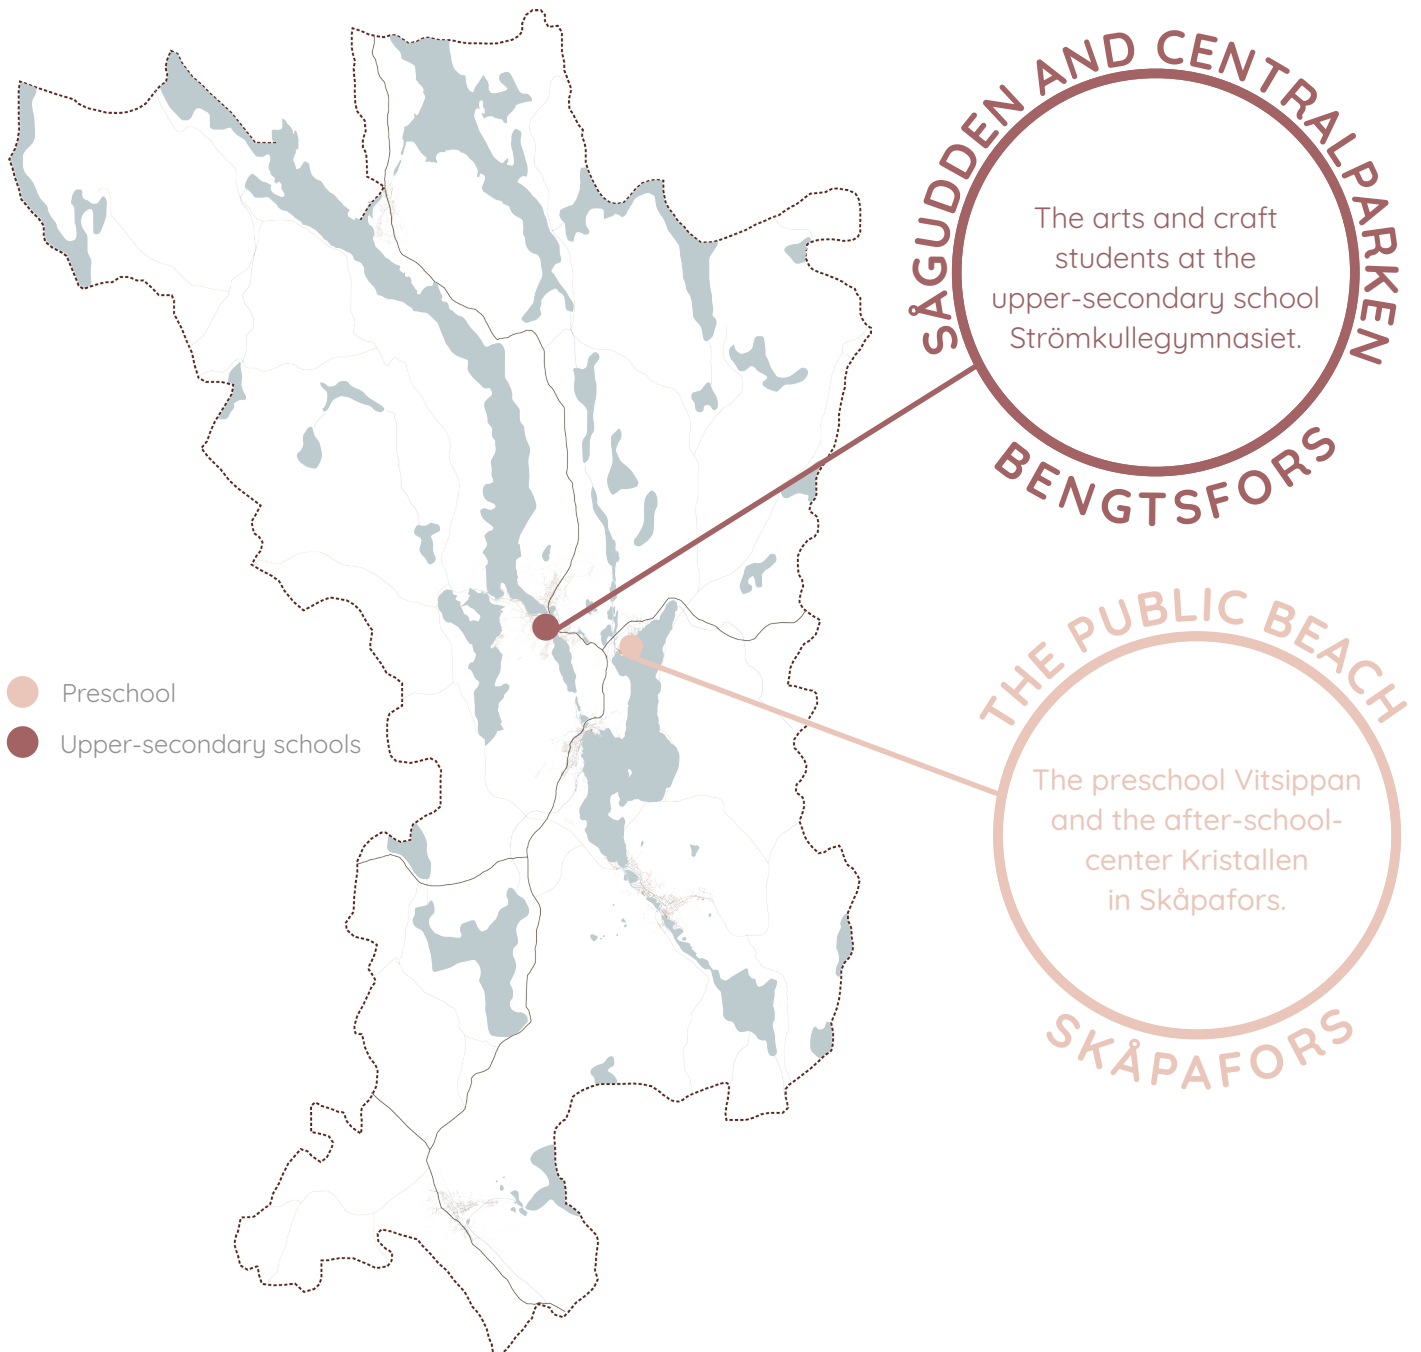 SÅGUDDEN AND CENTRALPARKEN
The arts and craft
students at the
upper-secondary school
Strömkullegymnasiet.
BENGTSFORS
THE PUBLIC BEACH
The preschool Vitsippan
and the after-school-
center Kristallen
in Skåpafors.
SKÅPAFORS
Preschool
Upper-secondary schools